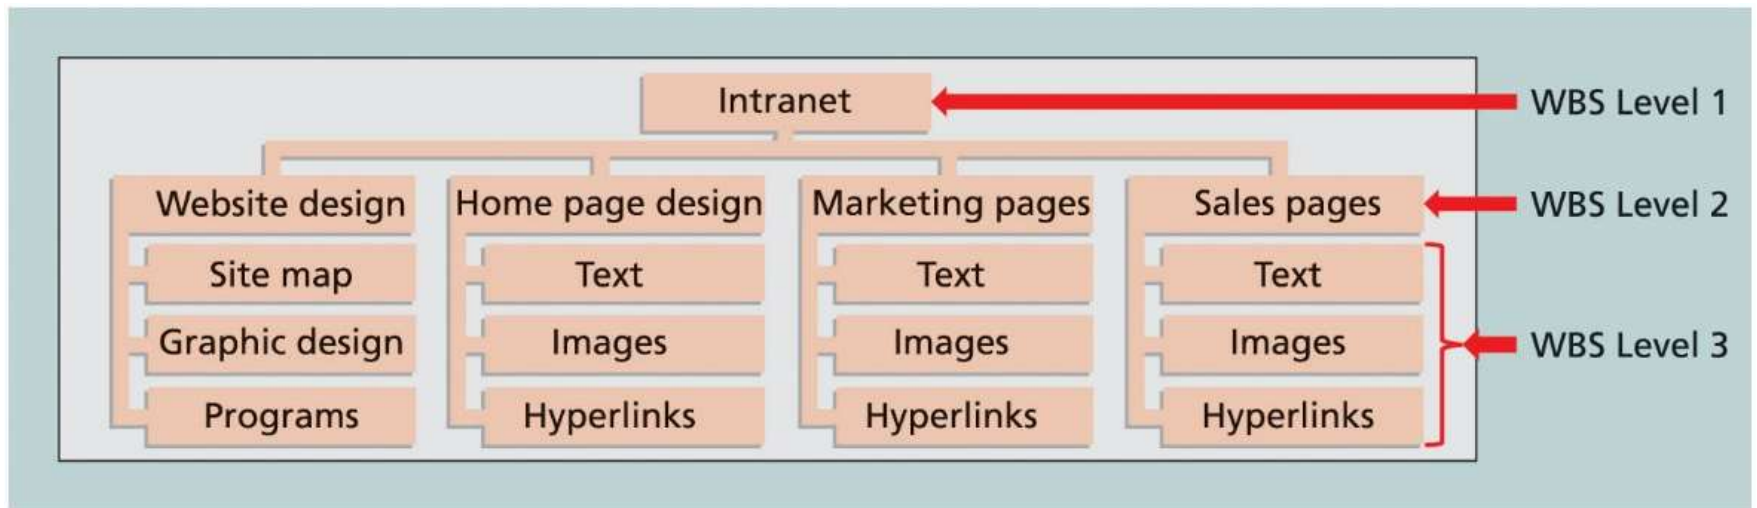 Intranet
WBS Level 1
Website design
Home page design
Marketing pages
Sales pages
WBS Level 2
Site map
Text
Text
Text
Graphic design
Images
Images
Images
WBS Level 3
Programs
Hyperlinks
Hyperlinks
Hyperlinks